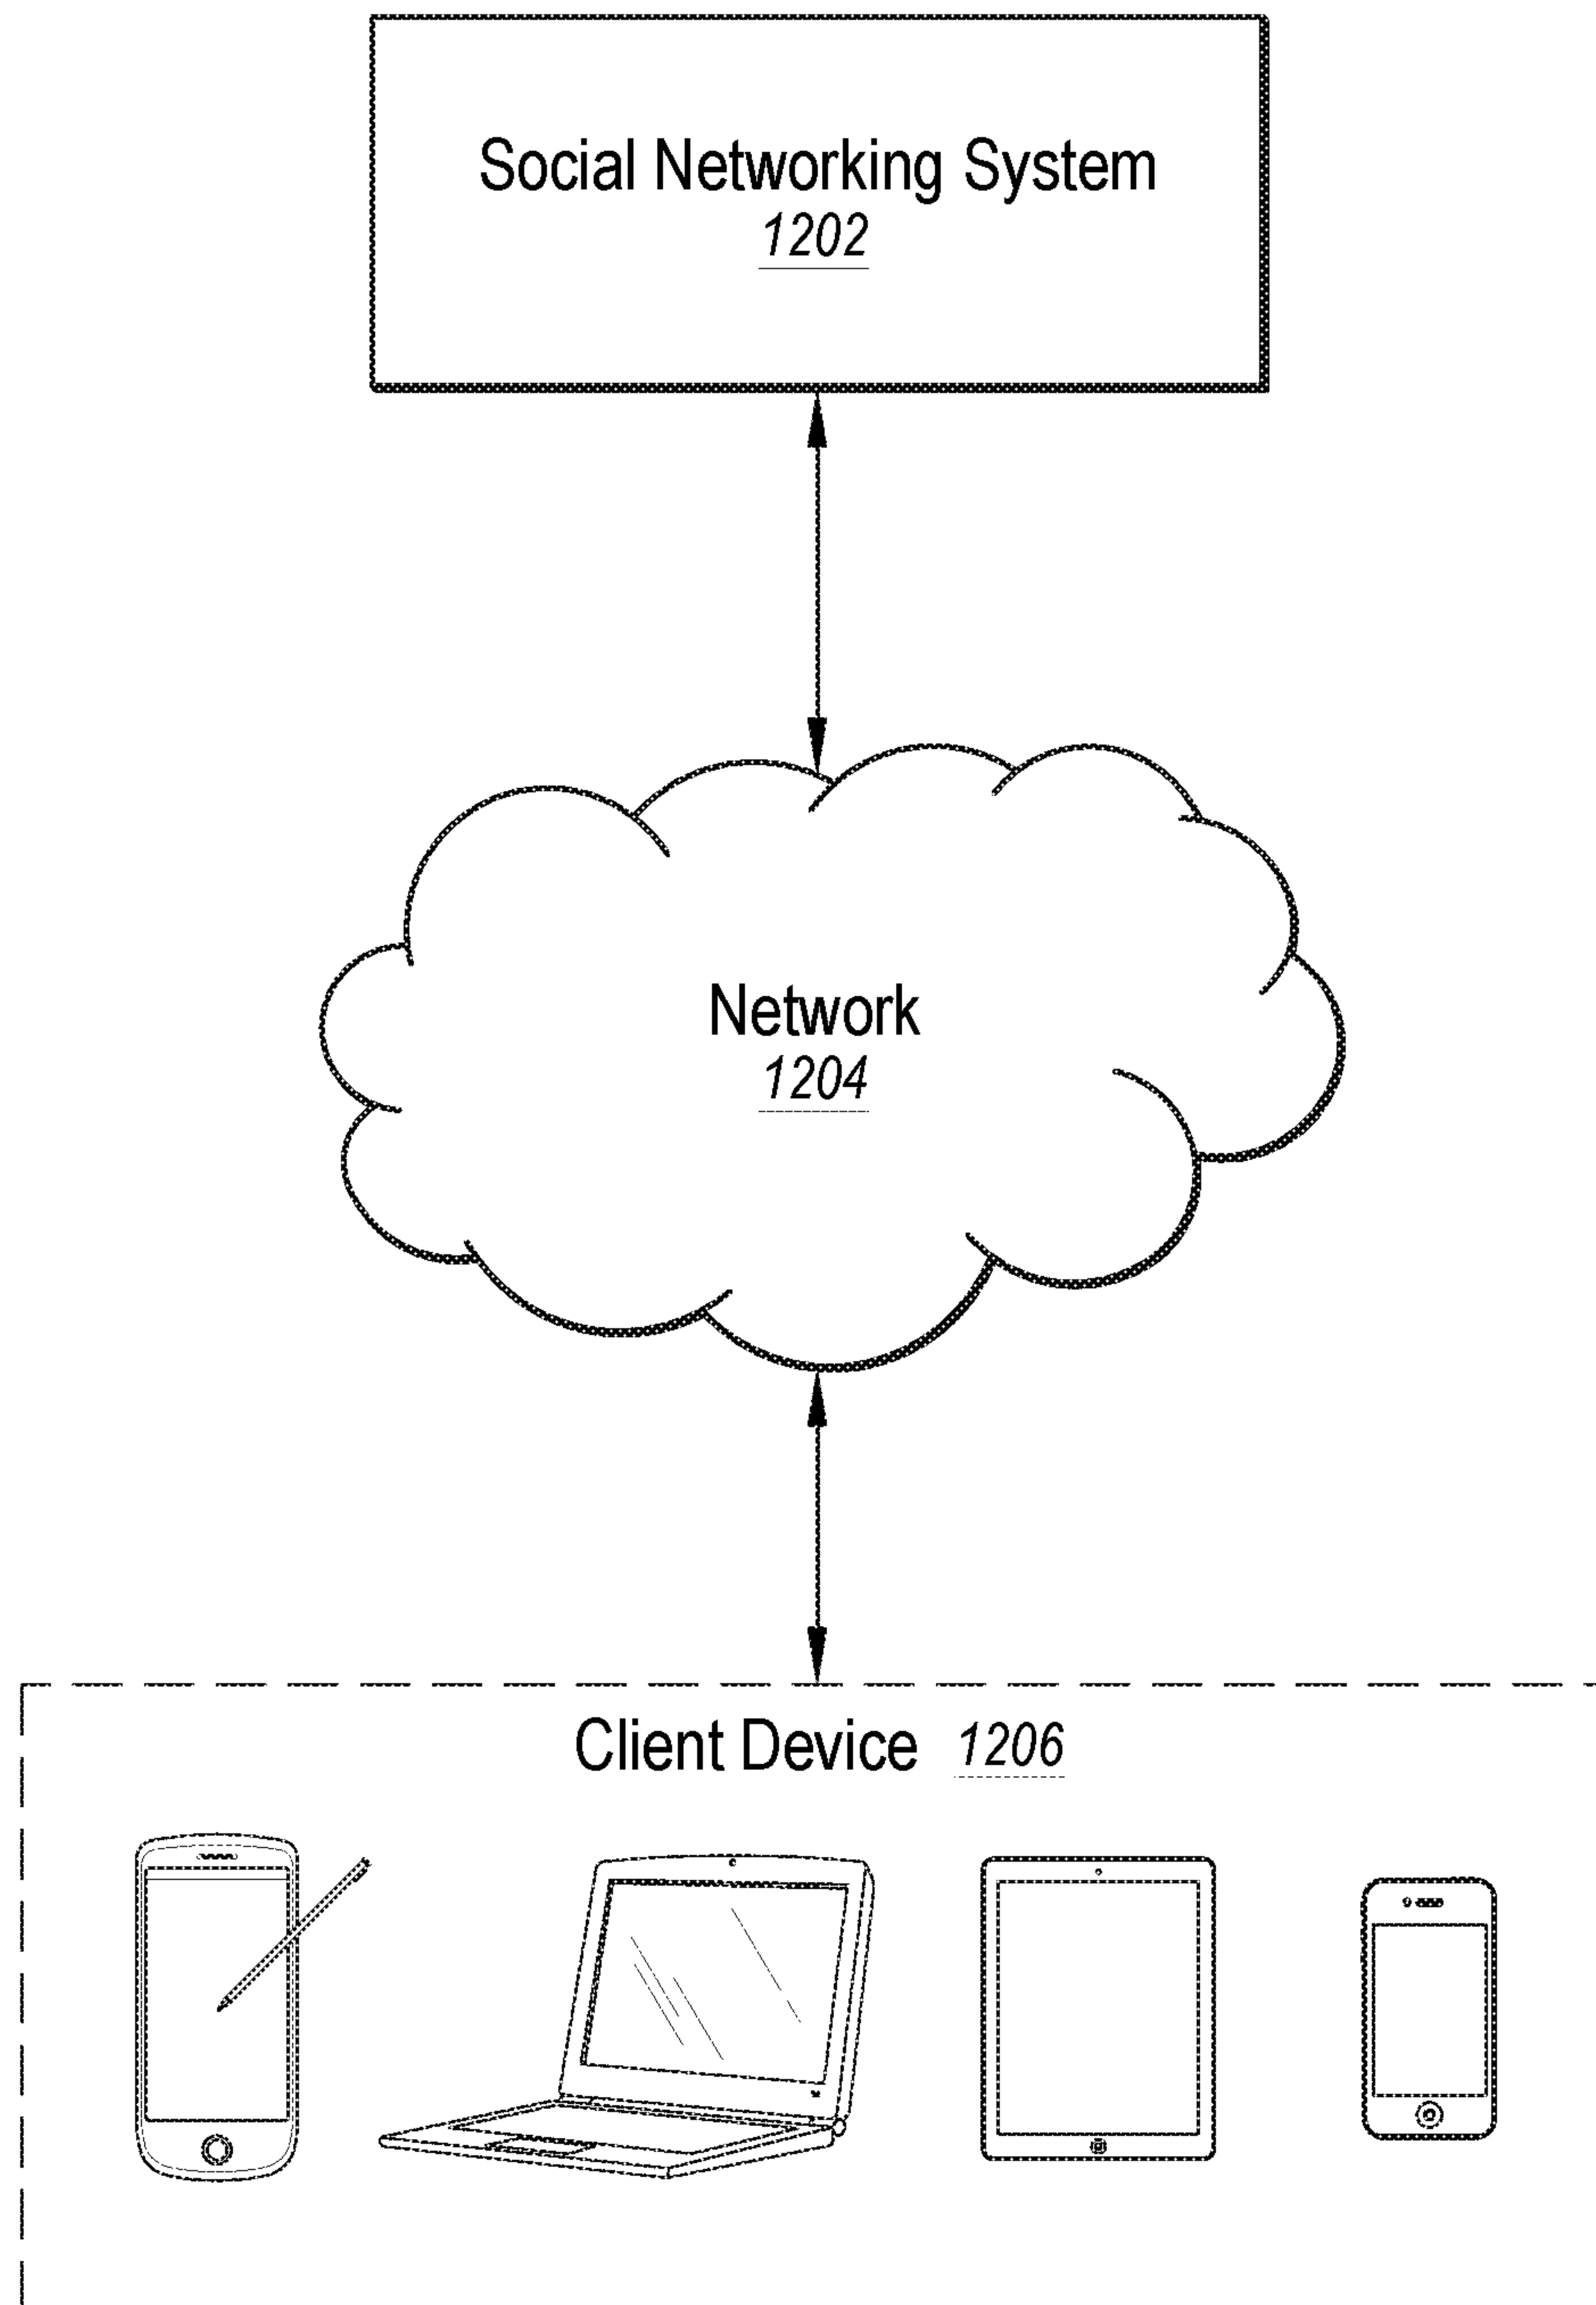 Social Networking System
1202
Network
1204
Client Device 1206